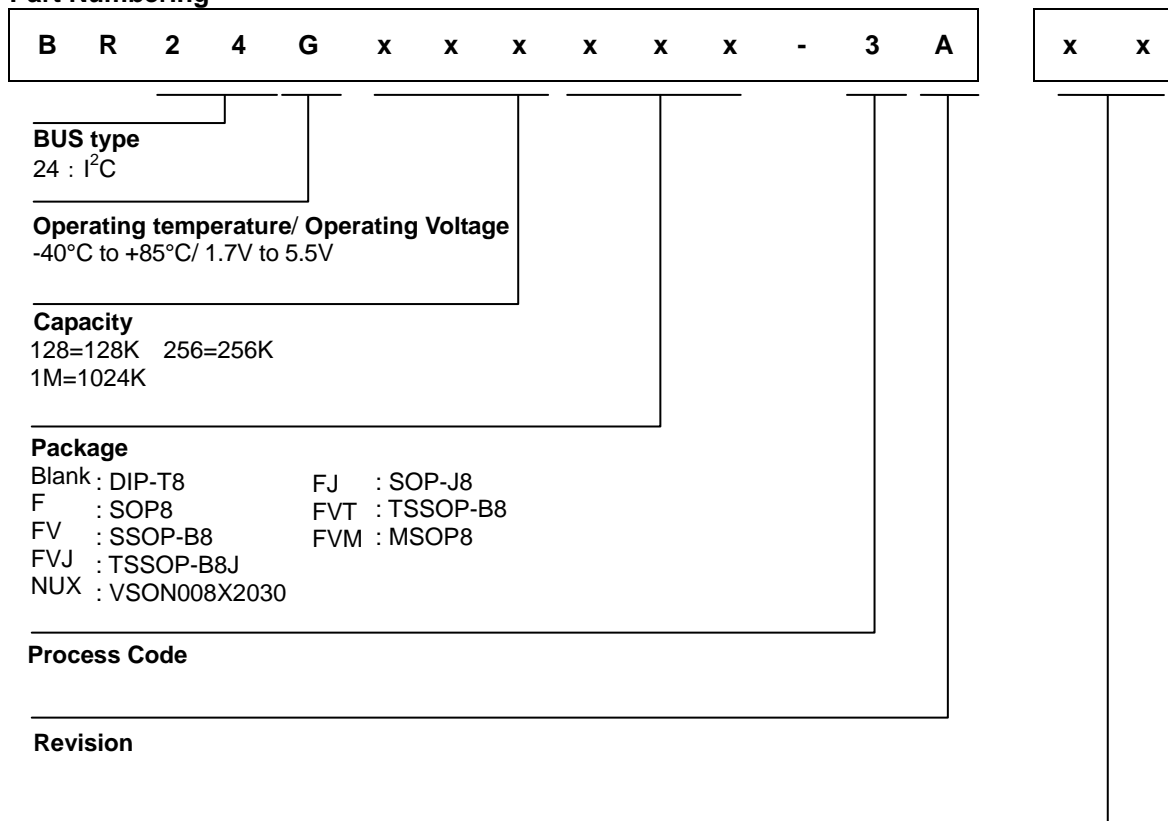 B R 2 4 G x x x x x x - 3 A x x
BUS type
24 : I²C
Operating temperature/ Operating Voltage
-40°C to +85°C/ 1.7V to 5.5V
Capacity
128=128K 256=256K
1M=1024K
Package
Blank : DIP-T8 FJ : SOP-J8
F : SOP8 FVT : TSSOP-B8
FV : SSOP-B8 FVM : MSOP8
FVJ : TSSOP-B8J
NUX : VSON008X2030
Process Code
Revision